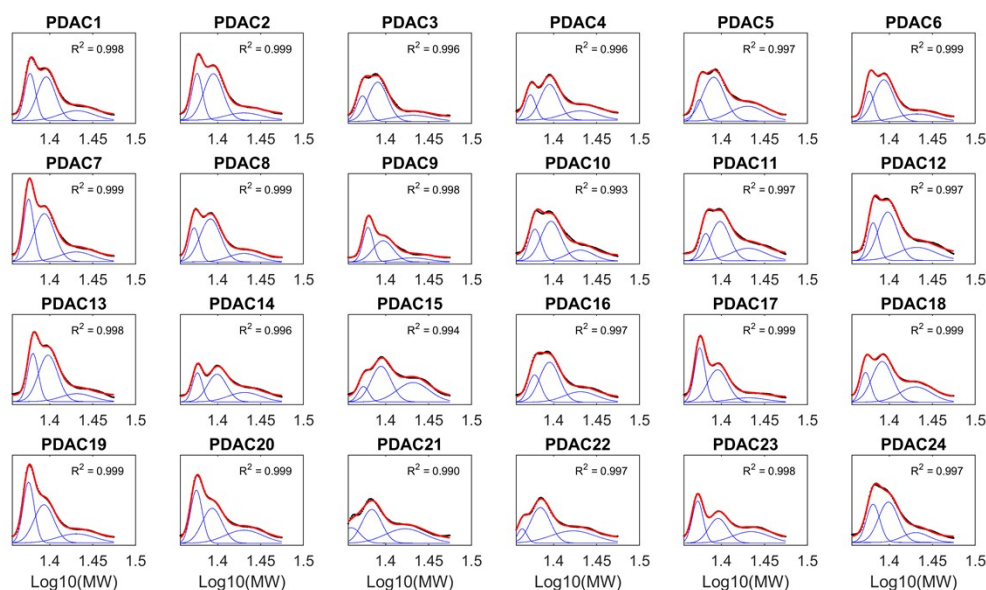 PDAC1 PDAC2 PDAC3 PDAC4 PDAC5 PDAC6
R² = 0.998 R² = 0.999 R² = 0.996 R² = 0.996 R² = 0.997 R² = 0.999
1.4 1.45 1.5 1.4 1.45 1.5 1.4 1.45 1.5 1.4 1.45 1.5 1.4 1.45 1.5 1.4 1.45 1.5
PDAC7 PDAC8 PDAC9 PDAC10 PDAC11 PDAC12
R² = 0.999 R² = 0.999 R² = 0.998 R² = 0.993 R² = 0.997 R² = 0.997
1.4 1.45 1.5 1.4 1.45 1.5 1.4 1.45 1.5 1.4 1.45 1.5 1.4 1.45 1.5 1.4 1.45 1.5
PDAC13 PDAC14 PDAC15 PDAC16 PDAC17 PDAC18
R² = 0.998 R² = 0.996 R² = 0.994 R² = 0.997 R² = 0.999 R² = 0.999
1.4 1.45 1.5 1.4 1.45 1.5 1.4 1.45 1.5 1.4 1.45 1.5 1.4 1.45 1.5 1.4 1.45 1.5
PDAC19 PDAC20 PDAC21 PDAC22 PDAC23 PDAC24
R² = 0.999 R² = 0.999 R² = 0.990 R² = 0.997 R² = 0.998 R² = 0.997
1.4 1.45 1.5 1.4 1.45 1.5 1.4 1.45 1.5 1.4 1.45 1.5 1.4 1.45 1.5 1.4 1.45 1.5
Log10(MW) Log10(MW) Log10(MW) Log10(MW) Log10(MW) Log10(MW)